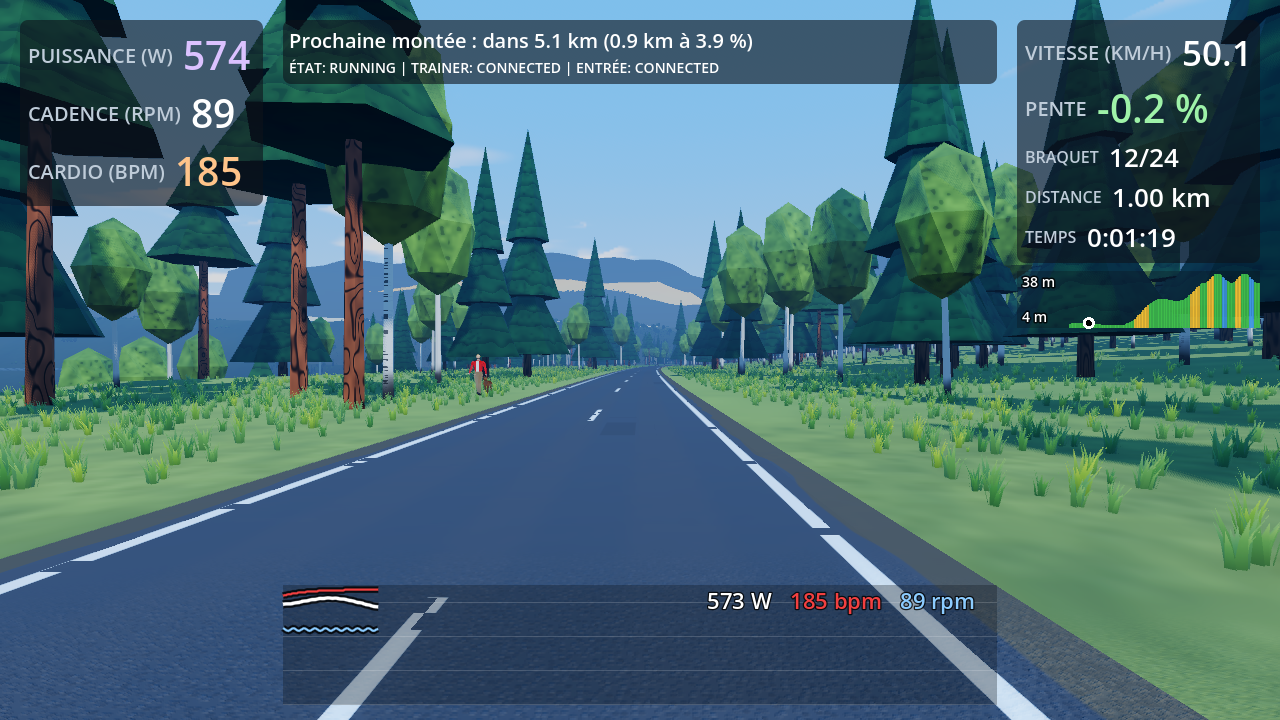 PUISSANCE (W) 574
CADENCE (RPM) 89
CARDIO (BPM) 185
Prochaine montée : dans 5.1 km (0.9 km à 3.9 %)
ÉTAT: RUNNING | TRAINER: CONNECTED | ENTRÉE: CONNECTED
VITESSE (KM/H) 50.1
PENTE -0.2 %
BRAQUET 12/24
DISTANCE 1.00 km
TEMPS 0:01:19
38 m
4 m
573 W 185 bpm 89 rpm